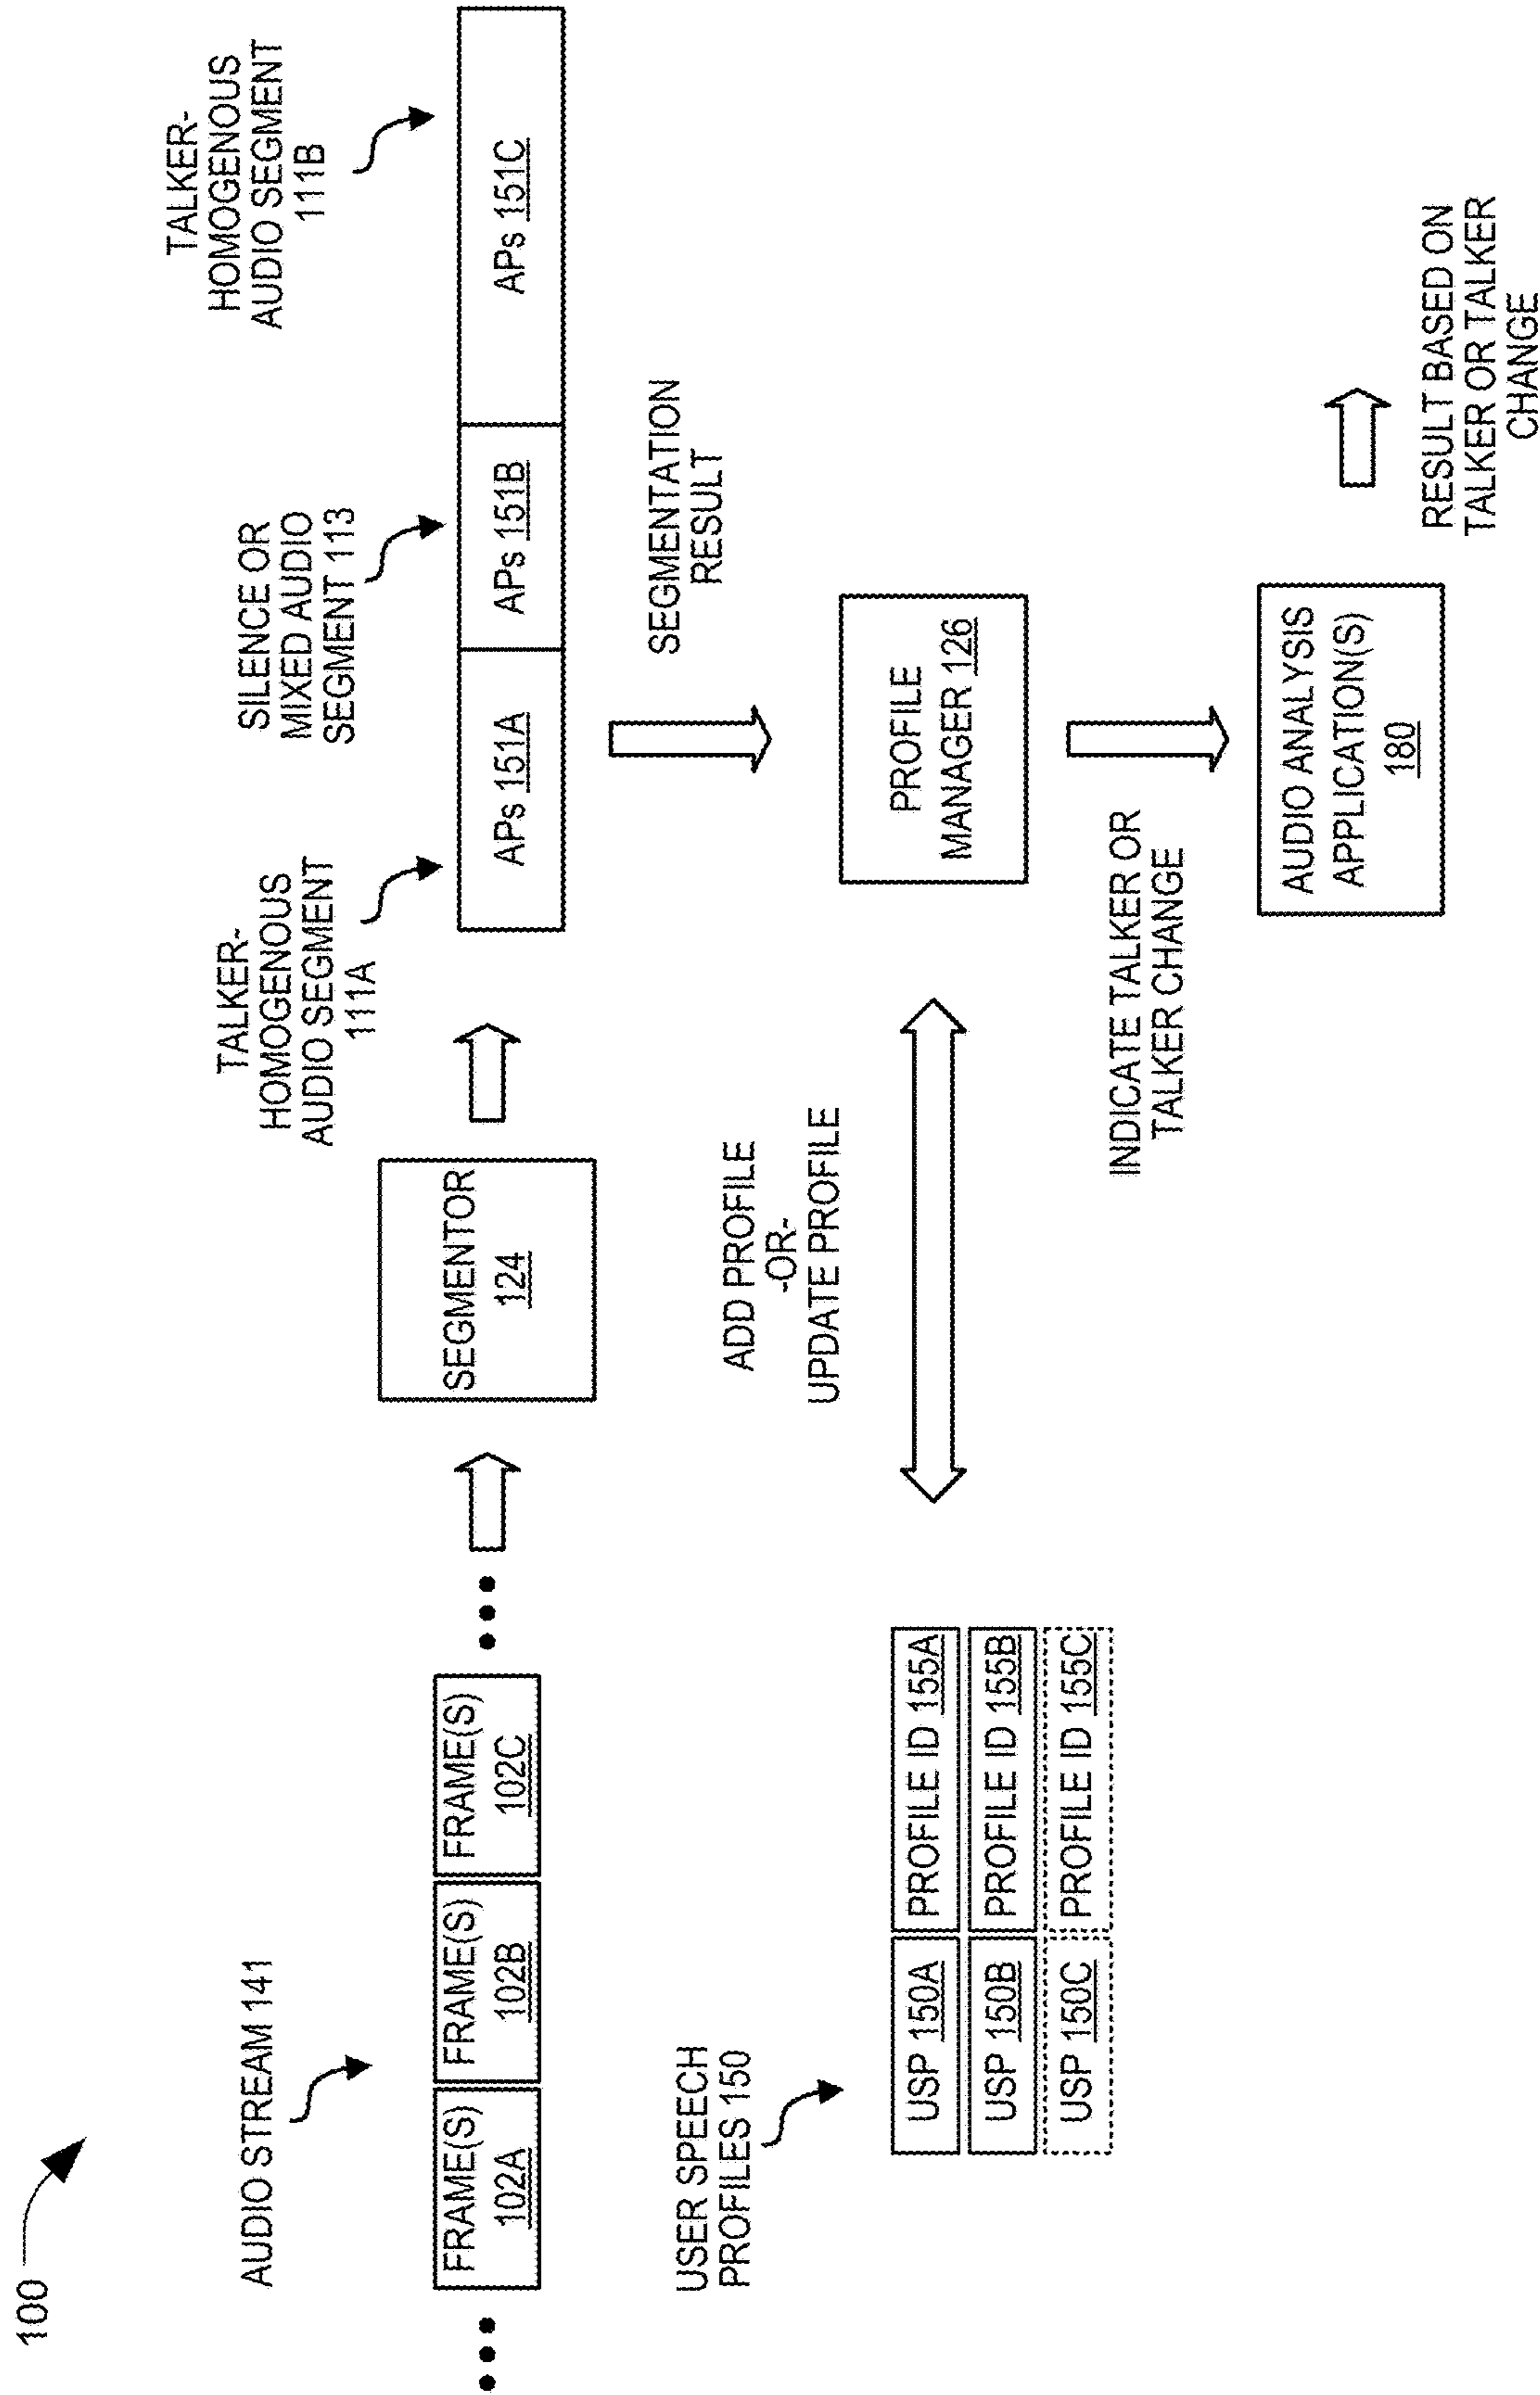 100
AUDIO STREAM 141
FRAME(S)
102A
FRAME(S)
102B
FRAME(S)
102C
SEGMENTOR
124
TALKER-
HOMOGENOUS
AUDIO SEGMENT
111A
SILENCE OR
MIXED AUDIO
SEGMENT 113
TALKER-
HOMOGENOUS
AUDIO SEGMENT
111B
APs 151A
APs 151B
APs 151C
SEGMENTATION
RESULT
USER SPEECH
PROFILES 150
USP 150A
PROFILE ID 155A
USP 150B
PROFILE ID 155B
USP 150C
PROFILE ID 155C
ADD PROFILE
-OR-
UPDATE PROFILE
PROFILE
MANAGER 126
INDICATE TALKER OR
TALKER CHANGE
AUDIO ANALYSIS
APPLICATION(S)
180
RESULT BASED ON
TALKER OR TALKER
CHANGE